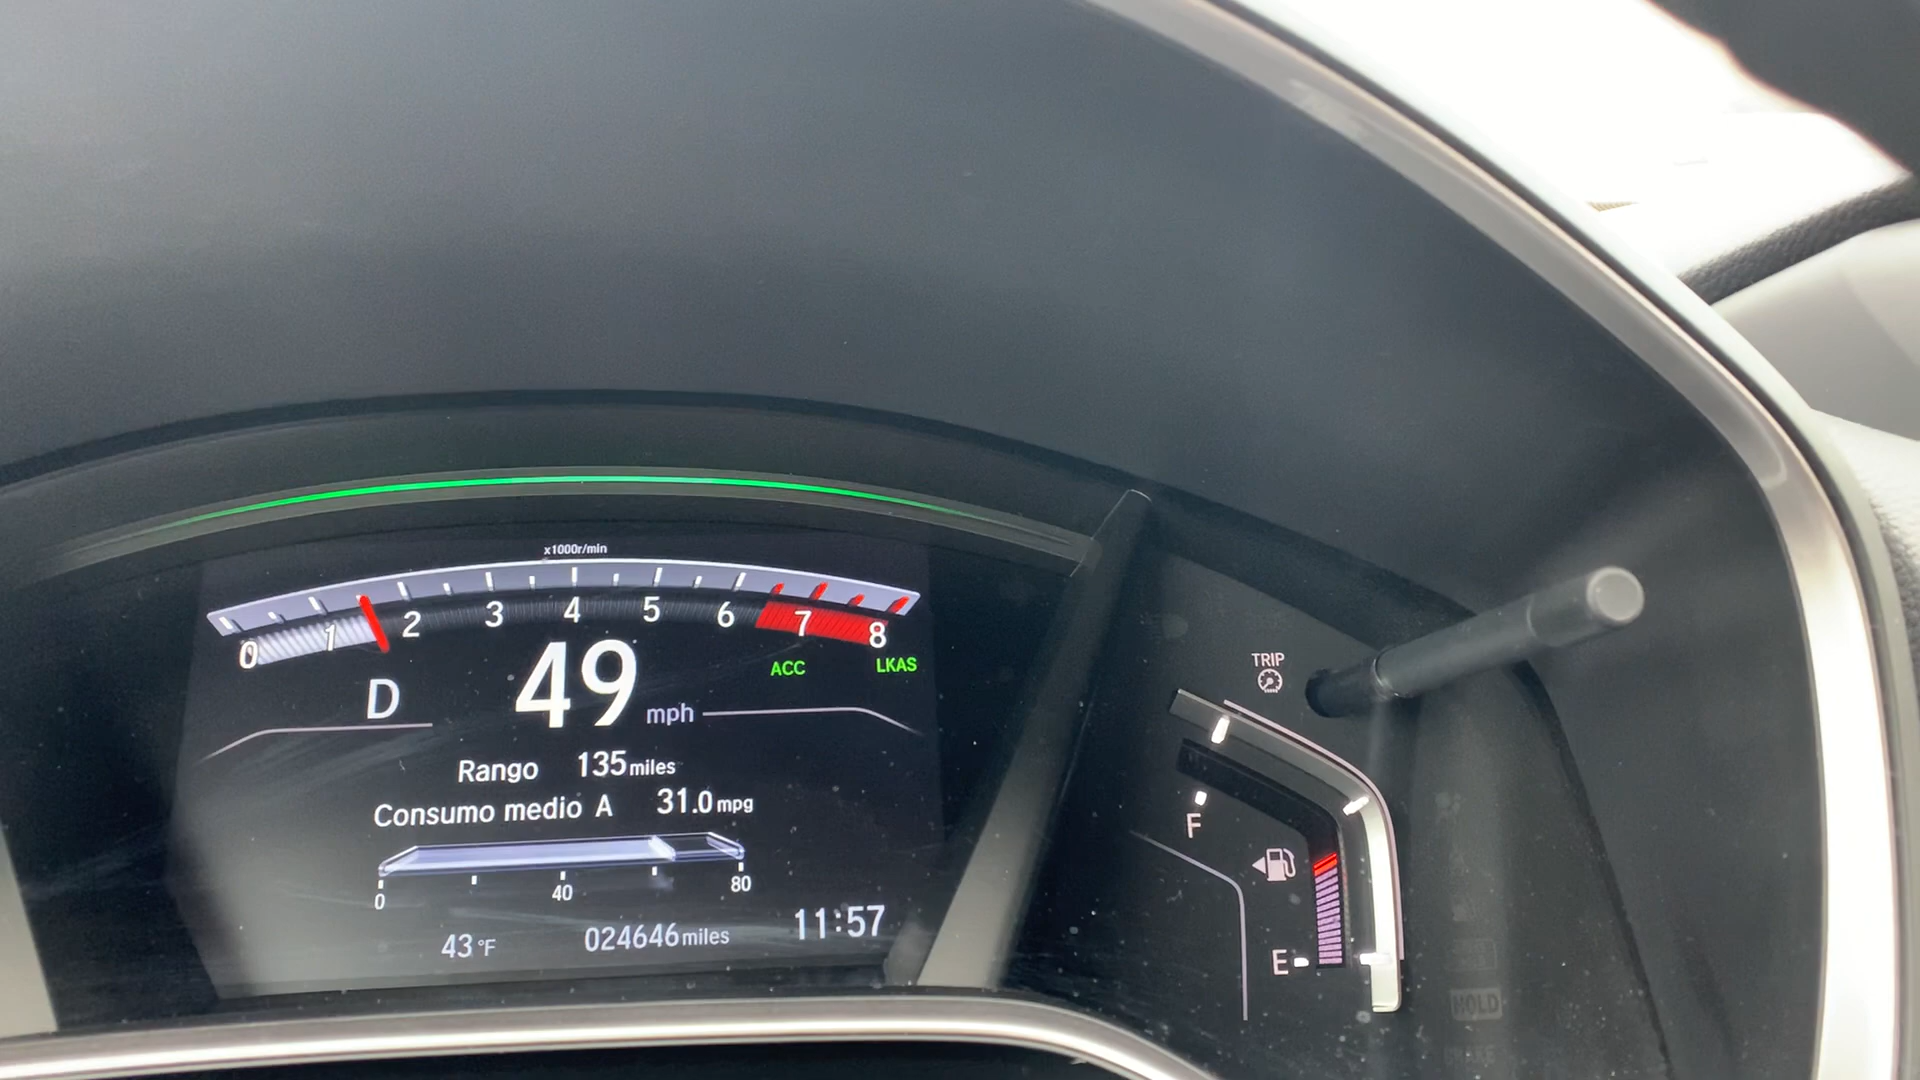 x1000r/min
0 1 2 3 4 5 6 7 8
ACC LKAS
D 49 mph
Rango 135 miles
Consumo medio A 31.0 mpg
0 40 80
43 °F 024646 miles 11:57
TRIP
F
E
HOLD